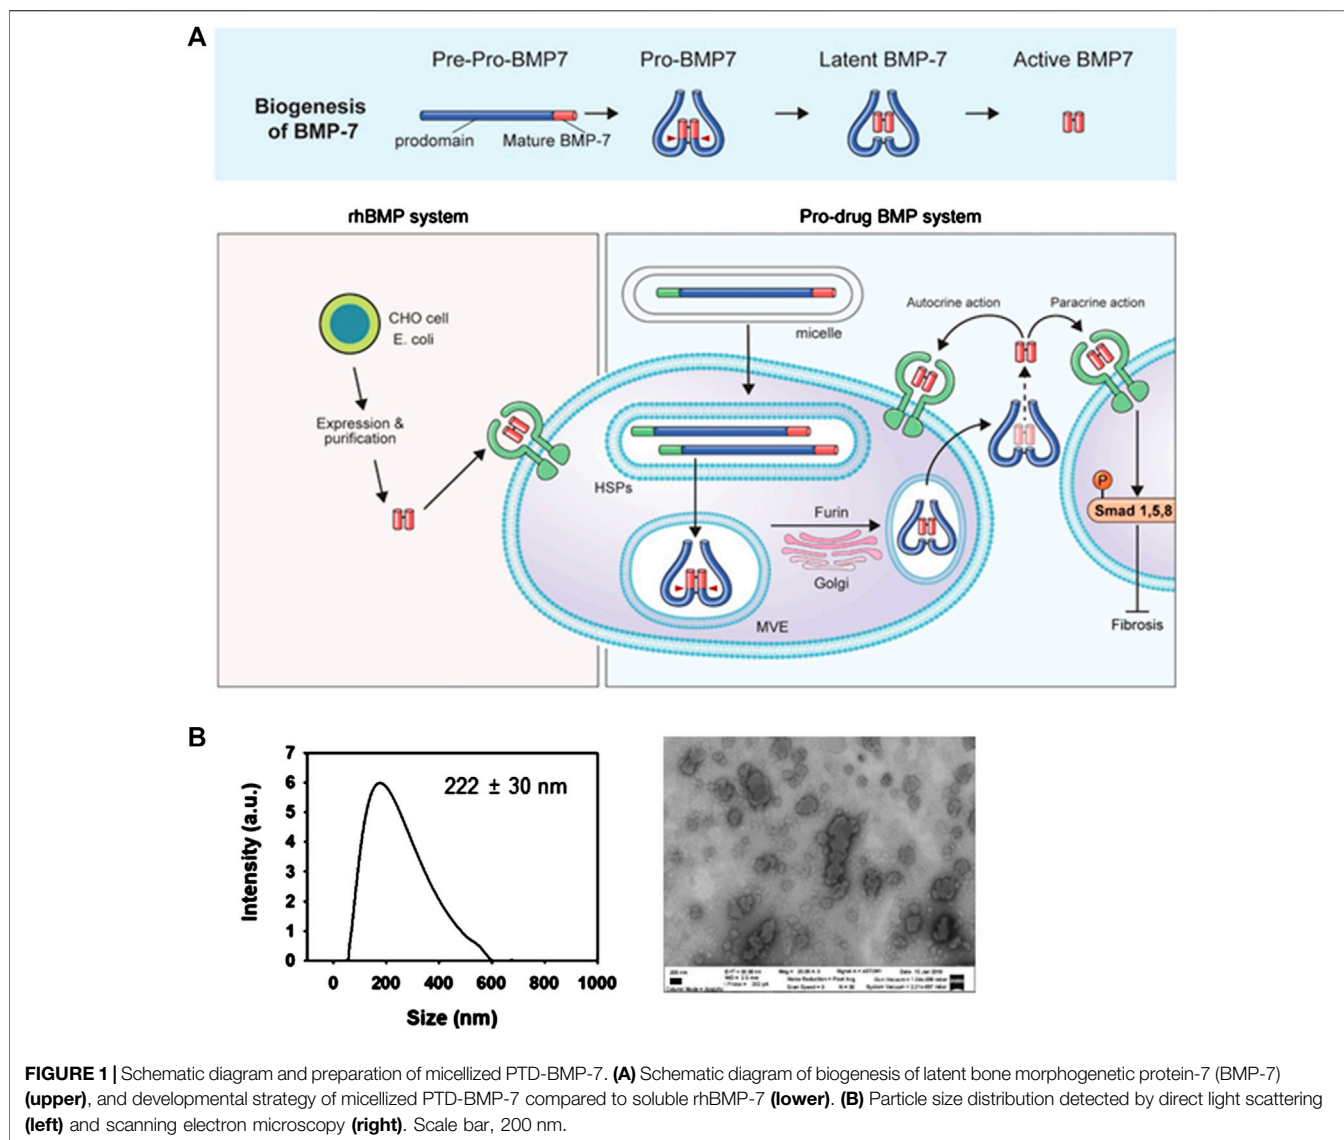 A
Pre-Pro-BMP7
Pro-BMP7
Latent BMP-7
Active BMP7
Biogenesis
of BMP-7
prodomain
Mature BMP-7
rhBMP system
Pro-drug BMP system
CHO cell
E. coli
Expression &
purification
micelle
Autocrine action
Paracrine action
HSPs
MVE
Furin
Golgi
P
Smad 1,5,8
Fibrosis
B
7
6
5
4
3
2
1
0
Intensity (a.u.)
222 ± 30 nm
0 200 400 600 800 1000
Size (nm)
200 nm
FIGURE 1 | Schematic diagram and preparation of micellized PTD-BMP-7. (A) Schematic diagram of biogenesis of latent bone morphogenetic protein-7 (BMP-7)
(upper), and developmental strategy of micellized PTD-BMP-7 compared to soluble rhBMP-7 (lower). (B) Particle size distribution detected by direct light scattering
(left) and scanning electron microscopy (right). Scale bar, 200 nm.